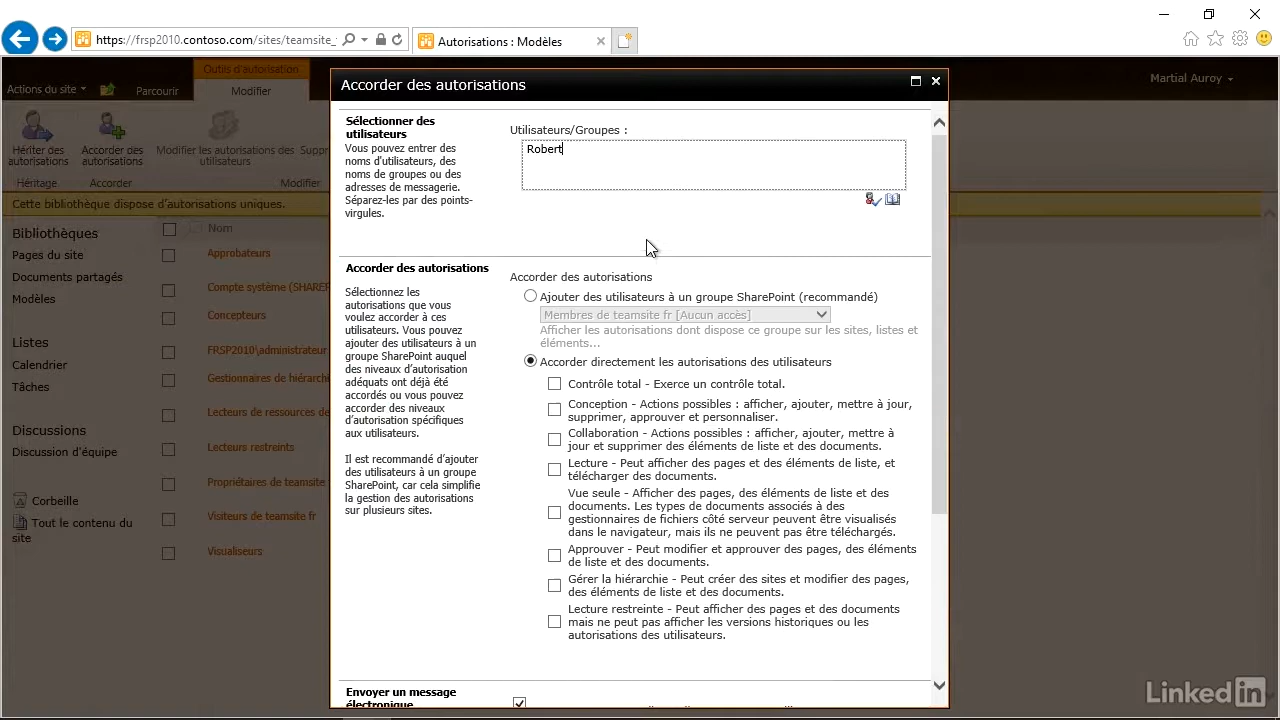 https://frsp2010.contoso.com/sites/teamsite_
Autorisations : Modèles
Actions du site
Parcourir
Outils d'autorisation
Modifier
Martial Auroy
Hériter des autorisations
Accorder des autorisations
Modifier les autorisations des utilisateurs
Suppr
Héritage
Accorder
Modifier
Cette bibliothèque dispose d'autorisations uniques.
Bibliothèques
Pages du site
Documents partagés
Modèles
Listes
Calendrier
Tâches
Discussions
Discussion d'équipe
Corbeille
Tout le contenu du
site
Nom
Approbateurs
Compte système (SHAREP
Concepteurs
FRSP2010\administrateur
Gestionnaires de hiérarchi
Lecteurs de ressources de
Lecteurs restreints
Propriétaires de teamsite
Visiteurs de teamsite fr
Visualiseurs
Accorder des autorisations
Sélectionner des
utilisateurs
Vous pouvez entrer des
noms d'utilisateurs, des
noms de groupes ou des
adresses de messagerie.
Séparez-les par des points-
virgules.
Utilisateurs/Groupes :
Robert
Accorder des autorisations
Sélectionnez les
autorisations que vous
voulez accorder à ces
utilisateurs. Vous pouvez
ajouter des utilisateurs à un
groupe SharePoint auquel
des niveaux d'autorisation
adéquats ont déjà été
accordés ou vous pouvez
accorder des niveaux
d'autorisation spécifiques
aux utilisateurs.
Il est recommandé d'ajouter
des utilisateurs à un groupe
SharePoint, car cela simplifie
la gestion des autorisations
sur plusieurs sites.
Accorder des autorisations
Ajouter des utilisateurs à un groupe SharePoint (recommandé)
Membres de teamsite fr [Aucun accès]
Afficher les autorisations dont dispose ce groupe sur les sites, listes et
éléments...
Accorder directement les autorisations des utilisateurs
Contrôle total - Exerce un contrôle total.
Conception - Actions possibles : afficher, ajouter, mettre à jour,
supprimer, approuver et personnaliser.
Collaboration - Actions possibles : afficher, ajouter, mettre à
jour et supprimer des éléments de liste et des documents.
Lecture - Peut afficher des pages et des éléments de liste, et
télécharger des documents.
Vue seule - Afficher des pages, des éléments de liste et des
documents. Les types de documents associés à des
gestionnaires de fichiers côté serveur peuvent être visualisés
dans le navigateur, mais ils ne peuvent pas être téléchargés.
Approuver - Peut modifier et approuver des pages, des éléments
de liste et des documents.
Gérer la hiérarchie - Peut créer des sites et modifier des pages,
des éléments de liste et des documents.
Lecture restreinte - Peut afficher des pages et des documents
mais ne peut pas afficher les versions historiques ou les
autorisations des utilisateurs.
Envoyer un message
électronique
LinkedIn